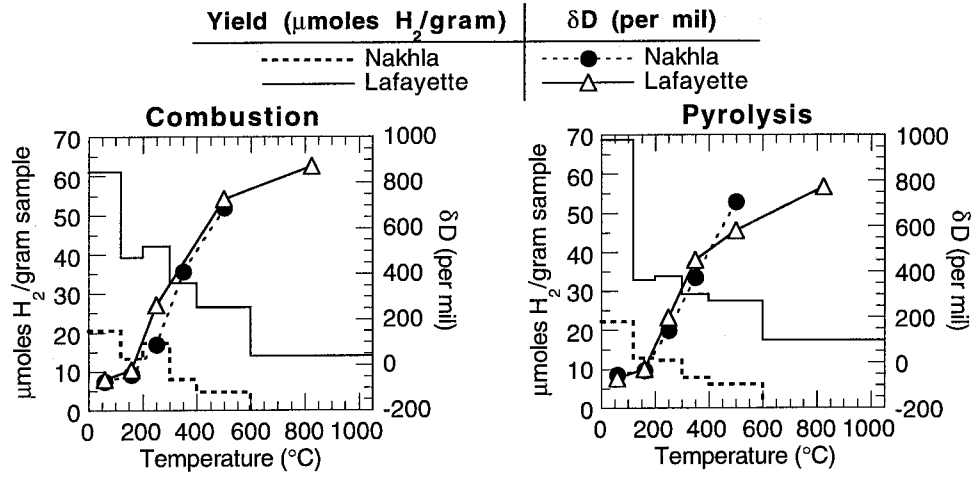 Yield (μmoles H2/gram) δD (per mil)
Nakhla Nakhla
Lafayette Lafayette
Combustion
70 1000
60 800
50 600
40 400
30 200
20 0
10 -200
0
0 200 400 600 800 1000
Temperature (°C)
μmoles H2/gram sample
δD (per mil)
Pyrolysis
70 1000
60 800
50 600
40 400
30 200
20 0
10 -200
0
0 200 400 600 800 1000
Temperature (°C)
μmoles H2/gram sample
δD (per mil)